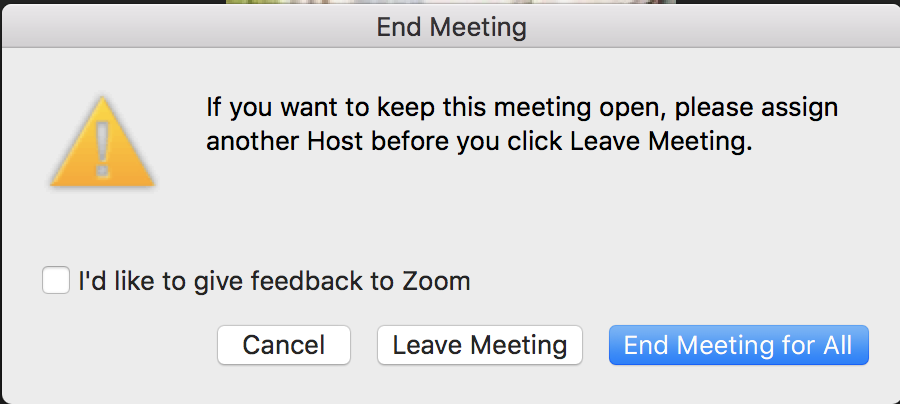 End Meeting
If you want to keep this meeting open, please assign
another Host before you click Leave Meeting.
I'd like to give feedback to Zoom
Cancel
Leave Meeting
End Meeting for All